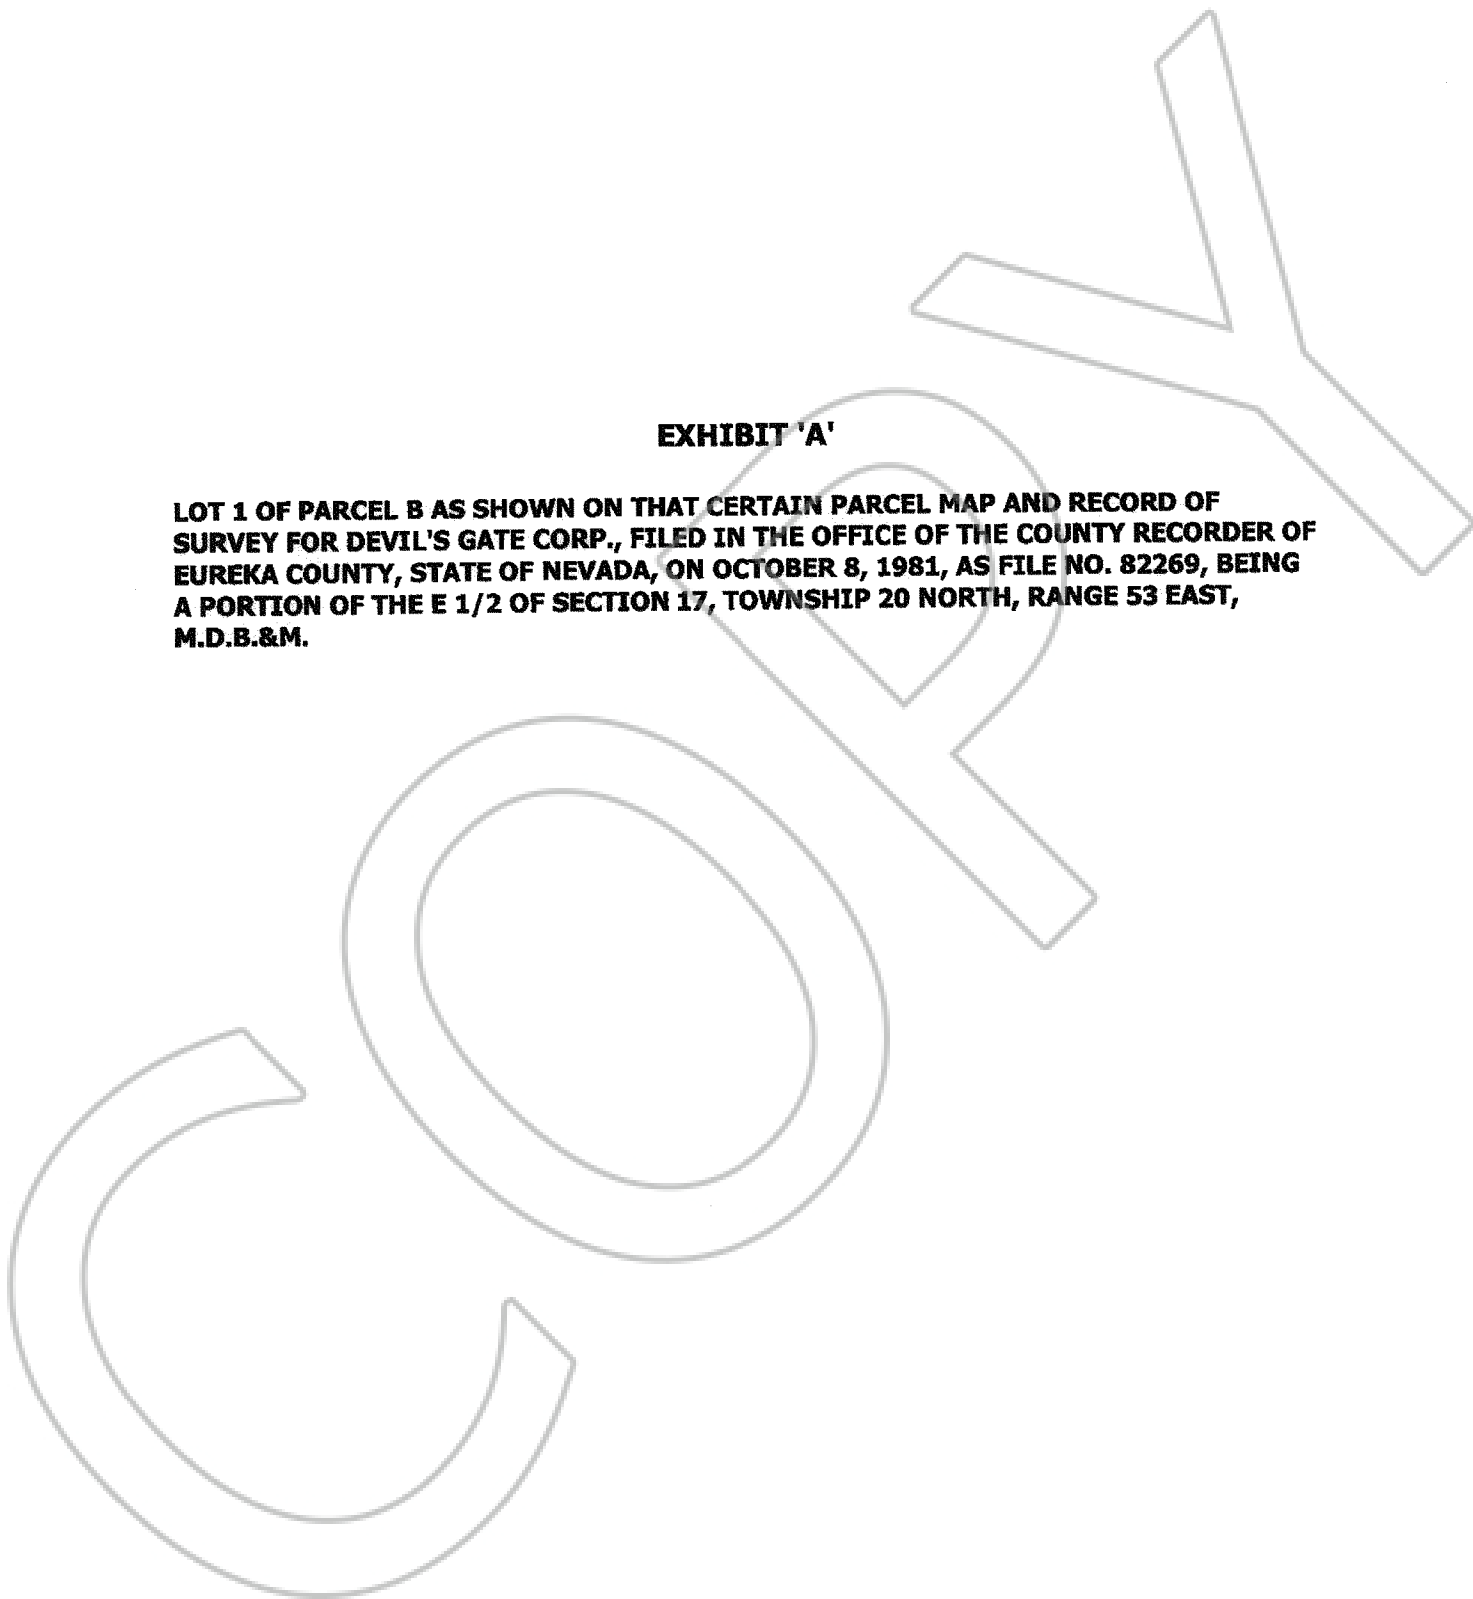 EXHIBIT 'A'
LOT 1 OF PARCEL B AS SHOWN ON THAT CERTAIN PARCEL MAP AND RECORD OF
SURVEY FOR DEVIL'S GATE CORP., FILED IN THE OFFICE OF THE COUNTY RECORDER OF
EUREKA COUNTY, STATE OF NEVADA, ON OCTOBER 8, 1981, AS FILE NO. 82269, BEING
A PORTION OF THE E 1/2 OF SECTION 17, TOWNSHIP 20 NORTH, RANGE 53 EAST,
M.D.B.&M.
COPY